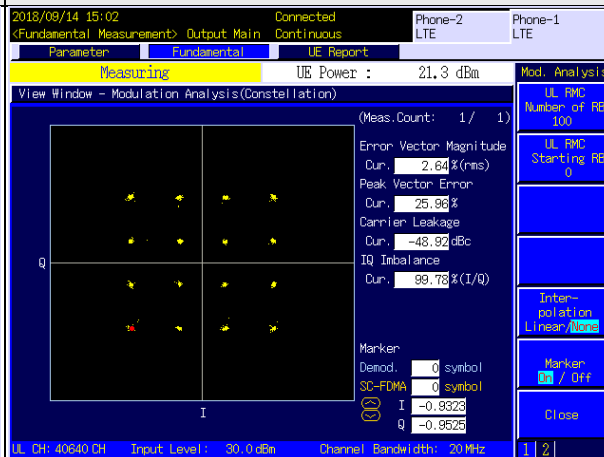 2018/09/14 15:02 Connected Phone-2 Phone-1
<Fundamental Measurement> Output Main Continuous LTE LTE
Parameter Fundamental UE Report
Measuring UE Power : 21.3 dBm Mod. Analysis
View Window - Modulation Analysis(Constellation)
UL RMC
Number of RB
100
(Meas.Count: 1/ 1)
Error Vector Magnitude
Cur. 2.64 %(rms)
Peak Vector Error
Cur. 25.96 %
Carrier Leakage
Cur. -48.92 dBc
IQ Imbalance
Cur. 99.78 %(I/Q)
UL RMC
Starting RB
0
Q
I
Inter-
polation
Linear/None
Marker
Demod. 0 symbol
SC-FDMA 0 symbol
I -0.9323
Q -0.9525
Marker
On / Off
Close
UL CH: 40640 CH Input Level: 30.0 dBm Channel Bandwidth: 20 MHz 1 2